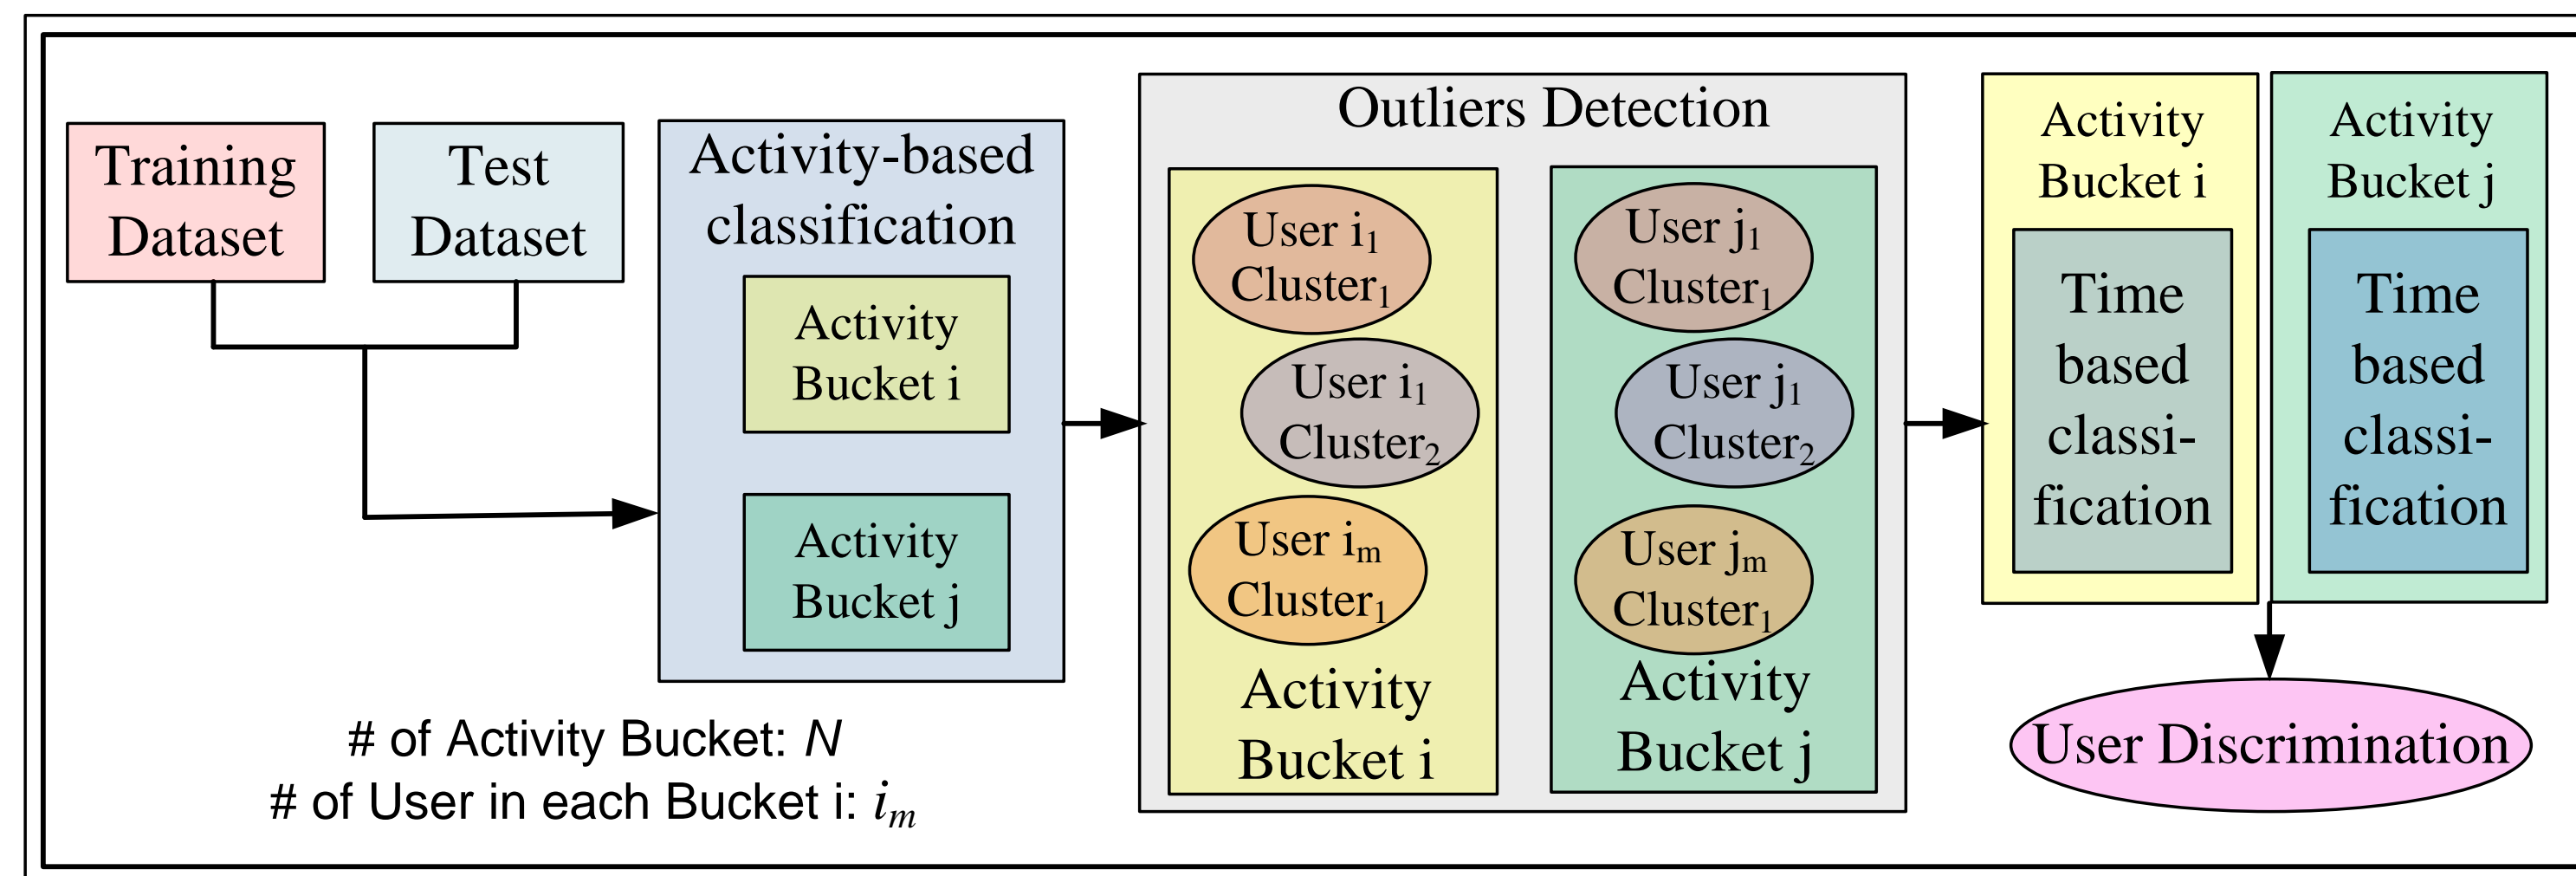 Training
Dataset
Test
Dataset
Activity-based
classification
Activity
Bucket i
Activity
Bucket j
# of Activity Bucket: N
# of User in each Bucket i: iₘ
Outliers Detection
User i₁
Cluster₁
User i₁
Cluster₂
User iₘ
Cluster₁
Activity
Bucket i
User j₁
Cluster₁
User j₁
Cluster₂
User jₘ
Cluster₁
Activity
Bucket j
Activity
Bucket i
Time
based
classi-
fication
Activity
Bucket j
Time
based
classi-
fication
User Discrimination